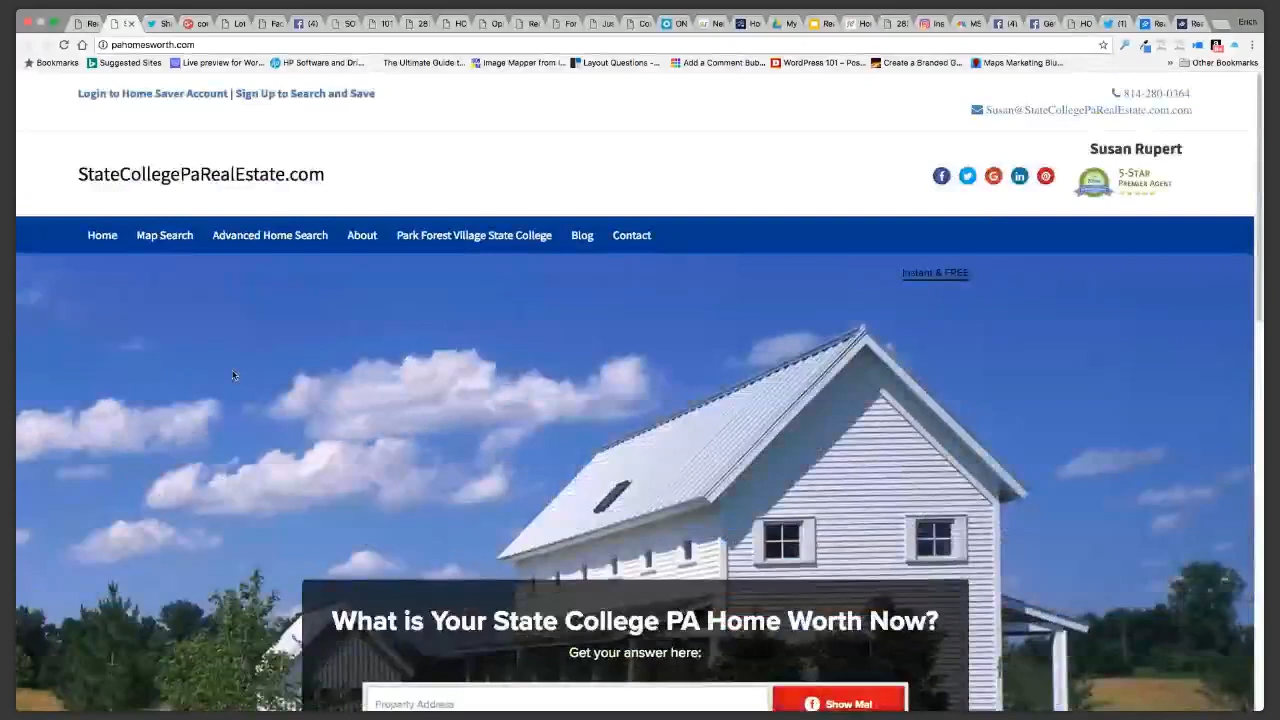 Erich
pahomesworth.com
Bookmarks Suggested Sites Live preview for Wor... HP Software and Dri... The Ultimate Guide t... Image Mapper from i... Layout Questions -... Add a Comment Bub... WordPress 101 – Pos... Create a Branded G... Maps Marketing Blu... » Other Bookmarks
Login to Home Saver Account | Sign Up to Search and Save
814-280-0364
Susan@StateCollegePaRealEstate.com.com
Susan Rupert
StateCollegePaRealEstate.com
5-Star
Premier Agent
Home Map Search Advanced Home Search About Park Forest Village State College Blog Contact
Instant & FREE
What is Your State College PA Home Worth Now?
Get your answer here:
Property Address Show Me!